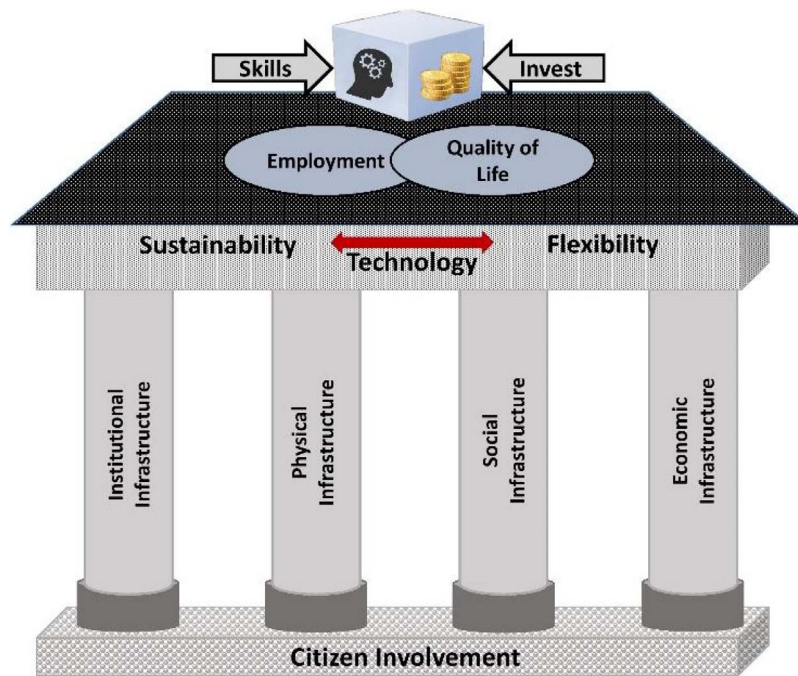 Skills
Invest
Employment
Quality of
Life
Sustainability
Technology
Flexibility
Institutional
Infrastructure
Physical
Infrastructure
Social
Infrastructure
Economic
Infrastructure
Citizen Involvement